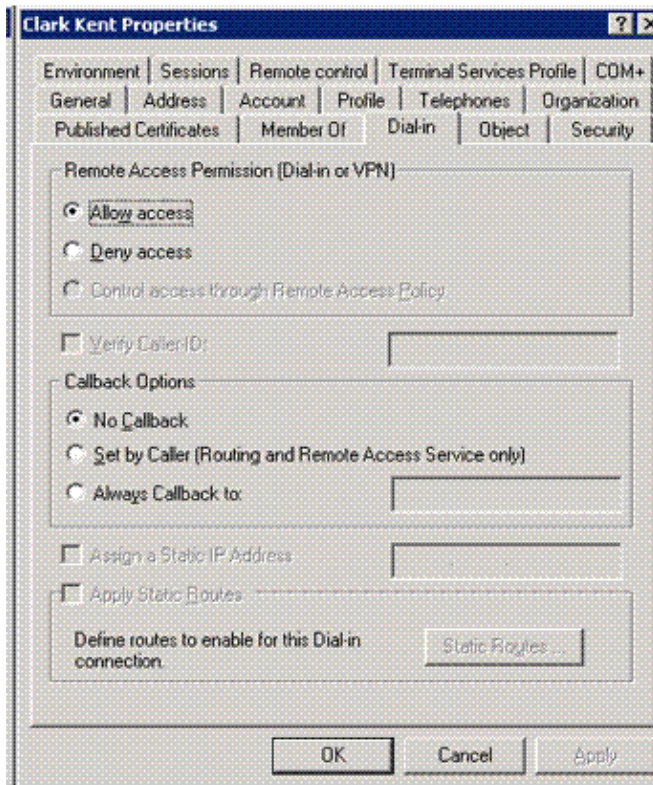 Clark Kent Properties
Environment Sessions Remote control Terminal Services Profile COM+
General Address Account Profile Telephones Organization
Published Certificates Member Of Dial-in Object Security
Remote Access Permission (Dial-in or VPN)
Allow access
Deny access
Control access through Remote Access Policy
Verify Caller-ID:
Callback Options
No Callback
Set by Caller (Routing and Remote Access Service only)
Always Callback to:
Assign a Static IP Address
Apply Static Routes
Define routes to enable for this Dial-in
connection.
Static Routes ...
OK Cancel Apply